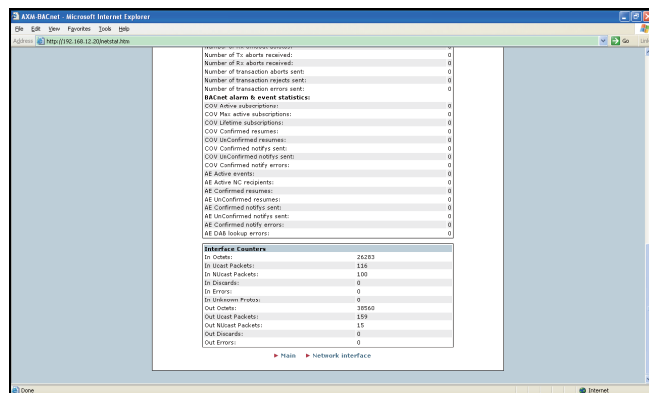 AXM-BACnet - Microsoft Internet Explorer
File Edit View Favorites Tools Help
Address http://192.168.12.20/netstat.htm Go Links
Number of Tx aborts received: 0
Number of Rx aborts received: 0
Number of transaction aborts sent: 0
Number of transaction rejects sent: 0
Number of transaction errors sent: 0
BACnet alarm & event statistics:
COV Active subscriptions: 0
COV Max active subscriptions: 0
COV Lifetime subscriptions: 0
COV Confirmed resumes: 0
COV UnConfirmed resumes: 0
COV Confirmed notifys sent: 0
COV UnConfirmed notifys sent: 0
COV Confirmed notify errors: 0
AE Active events: 0
AE Active NC recipients: 0
AE Confirmed resumes: 0
AE UnConfirmed resumes: 0
AE Confirmed notifys sent: 0
AE UnConfirmed notifys sent: 0
AE Confirmed notify errors: 0
AE DAB lookup errors: 0
Interface Counters
In Octets: 26283
In Ucast Packets: 116
In NUcast Packets: 100
In Discards: 0
In Errors: 0
In Unknown Protos: 0
Out Octets: 38560
Out Ucast Packets: 159
Out NUcast Packets: 15
Out Discards: 0
Out Errors: 0
Main Network interface
Done Internet